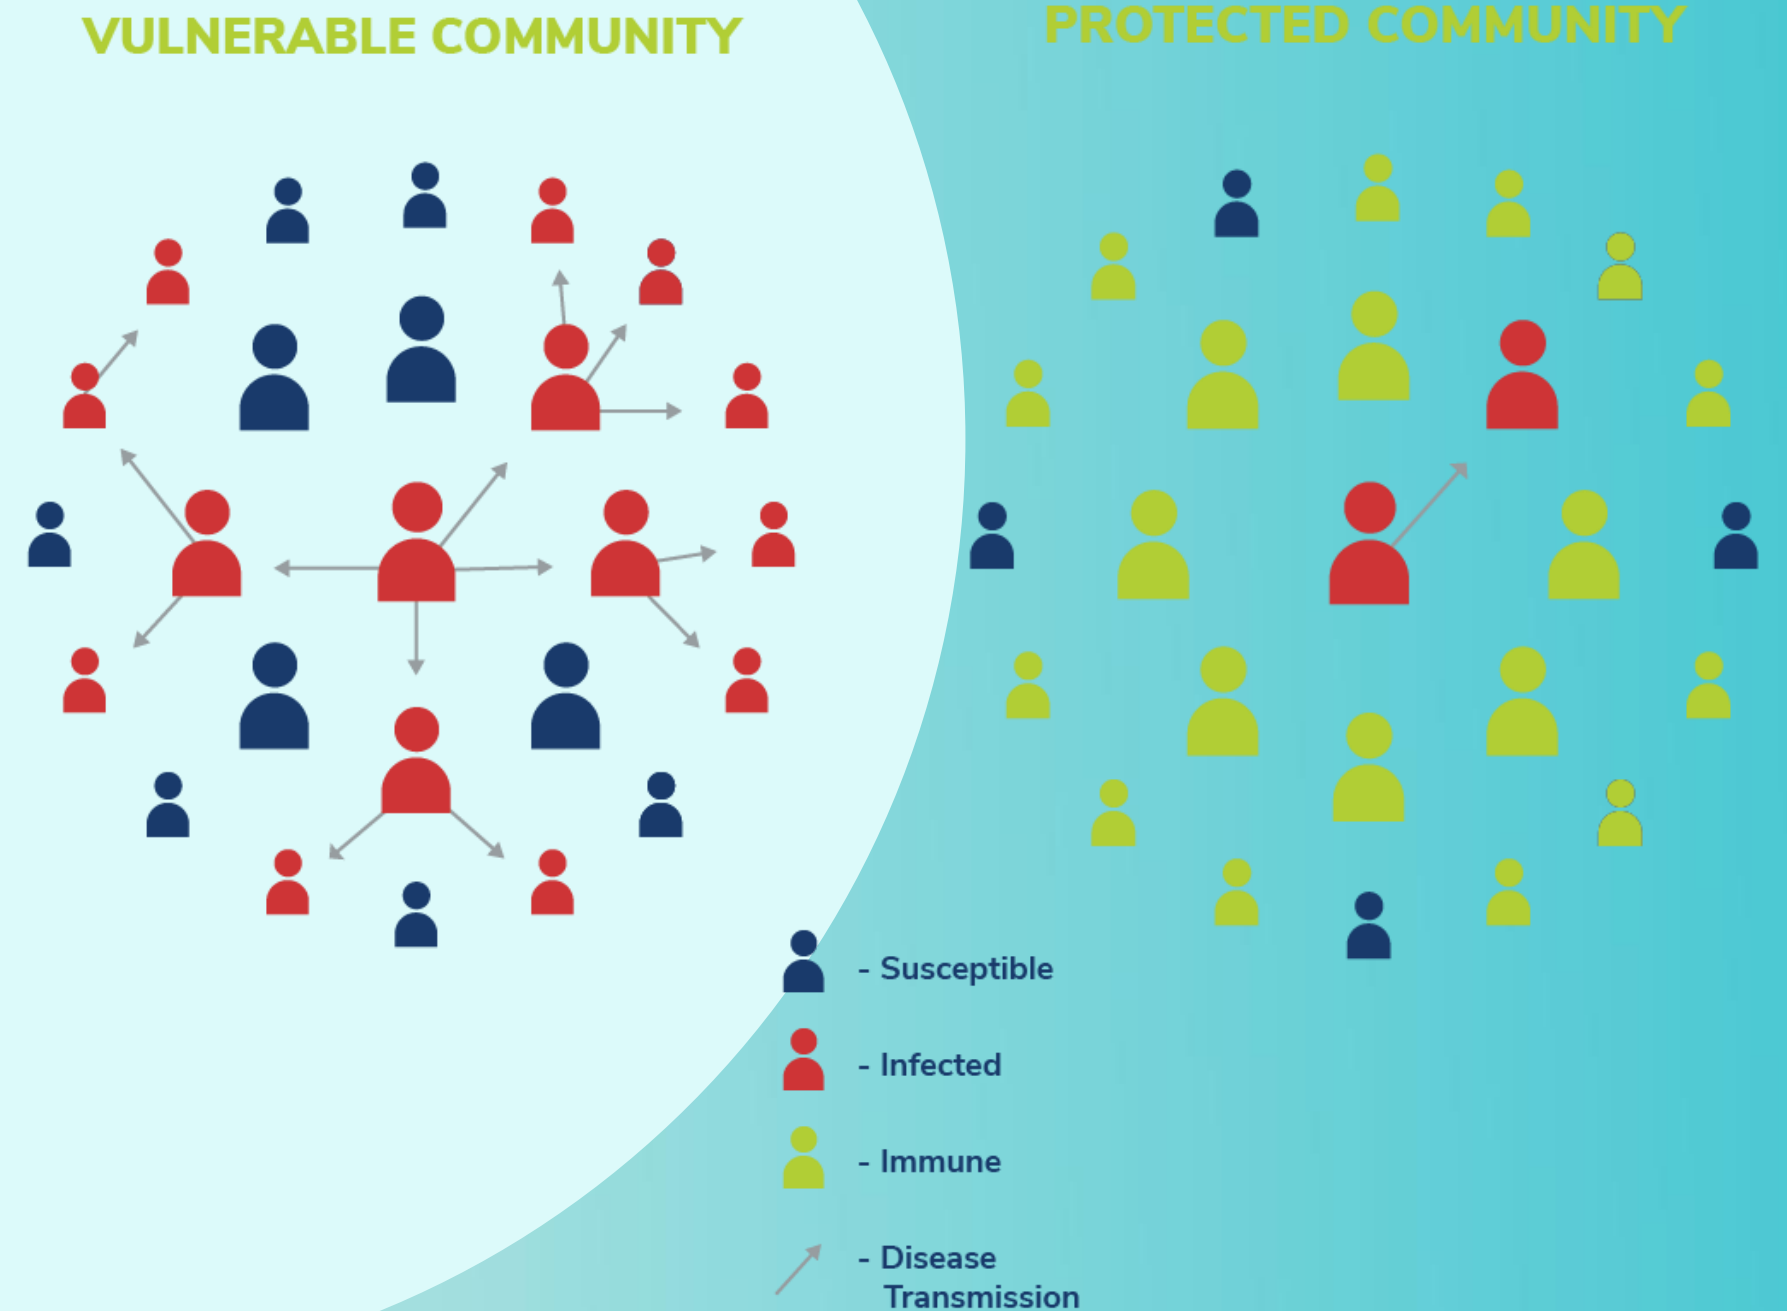 VULNERABLE COMMUNITY
PROTECTED COMMUNITY
- Susceptible
- Infected
- Immune
- Disease
Transmission